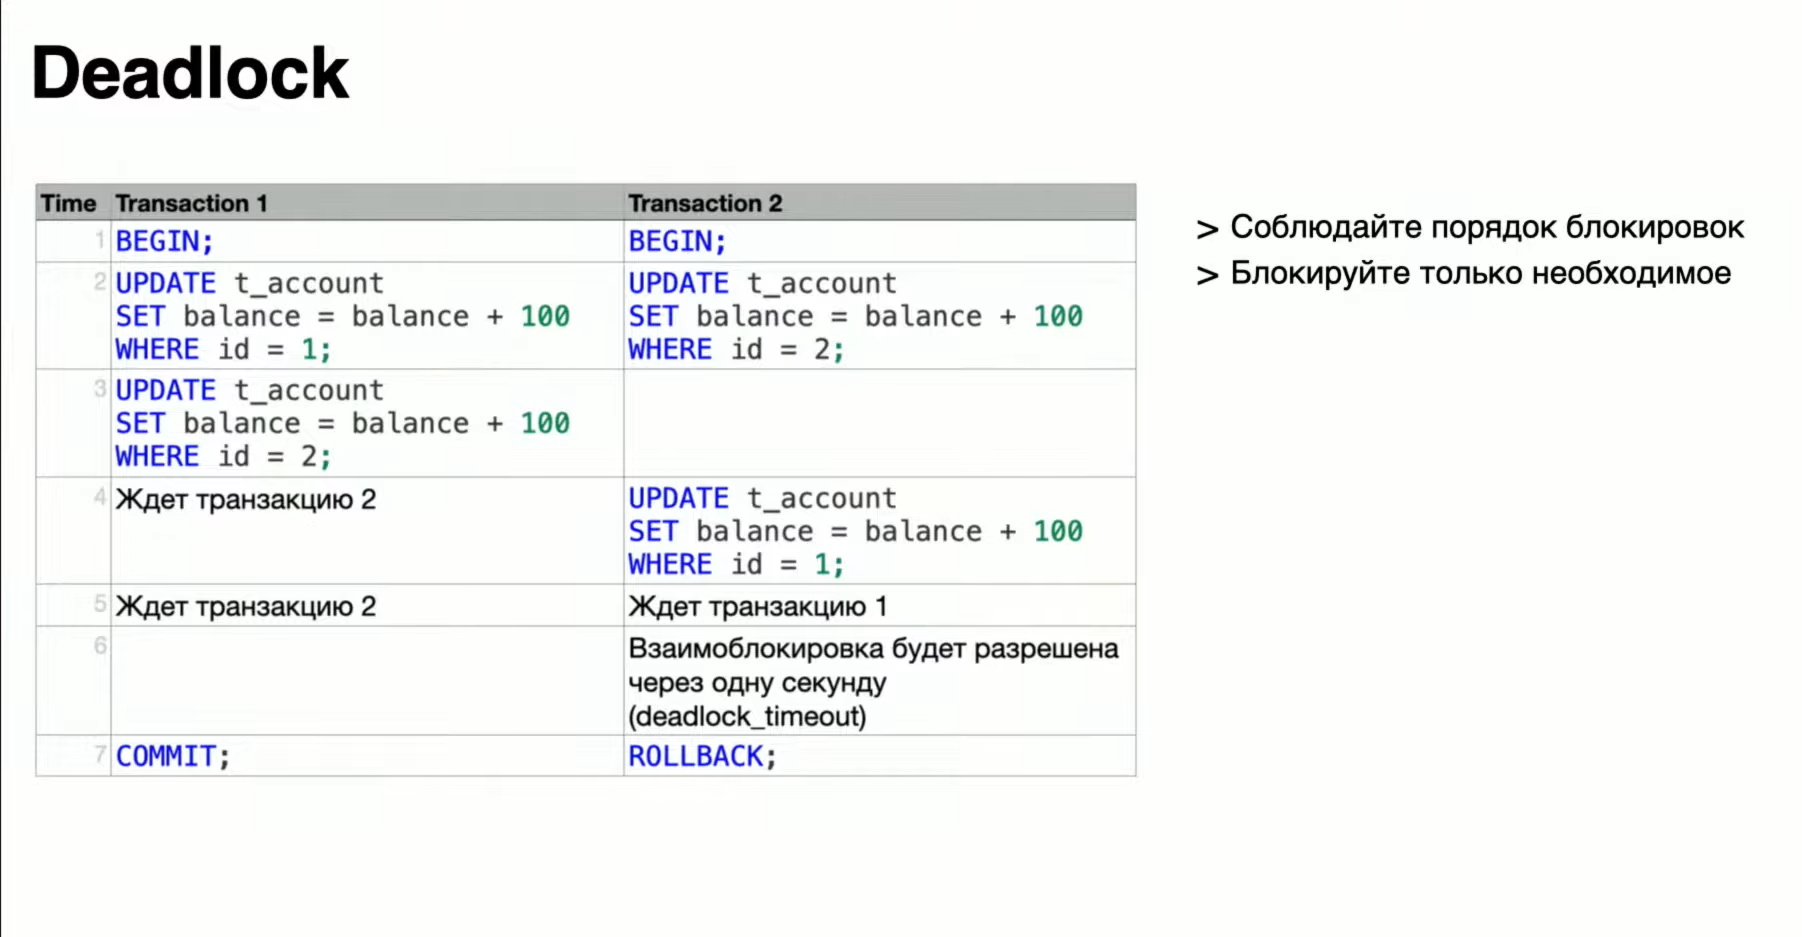 Deadlock
Time Transaction 1 Transaction 2
1 BEGIN; BEGIN;
2 UPDATE t_account
SET balance = balance + 100
WHERE id = 1;
UPDATE t_account
SET balance = balance + 100
WHERE id = 2;
3 UPDATE t_account
SET balance = balance + 100
WHERE id = 2;
4 Ждет транзакцию 2
UPDATE t_account
SET balance = balance + 100
WHERE id = 1;
5 Ждет транзакцию 2 Ждет транзакцию 1
6 Взаимоблокировка будет разрешена
через одну секунду
(deadlock_timeout)
7 COMMIT; ROLLBACK;
> Соблюдайте порядок блокировок
> Блокируйте только необходимое